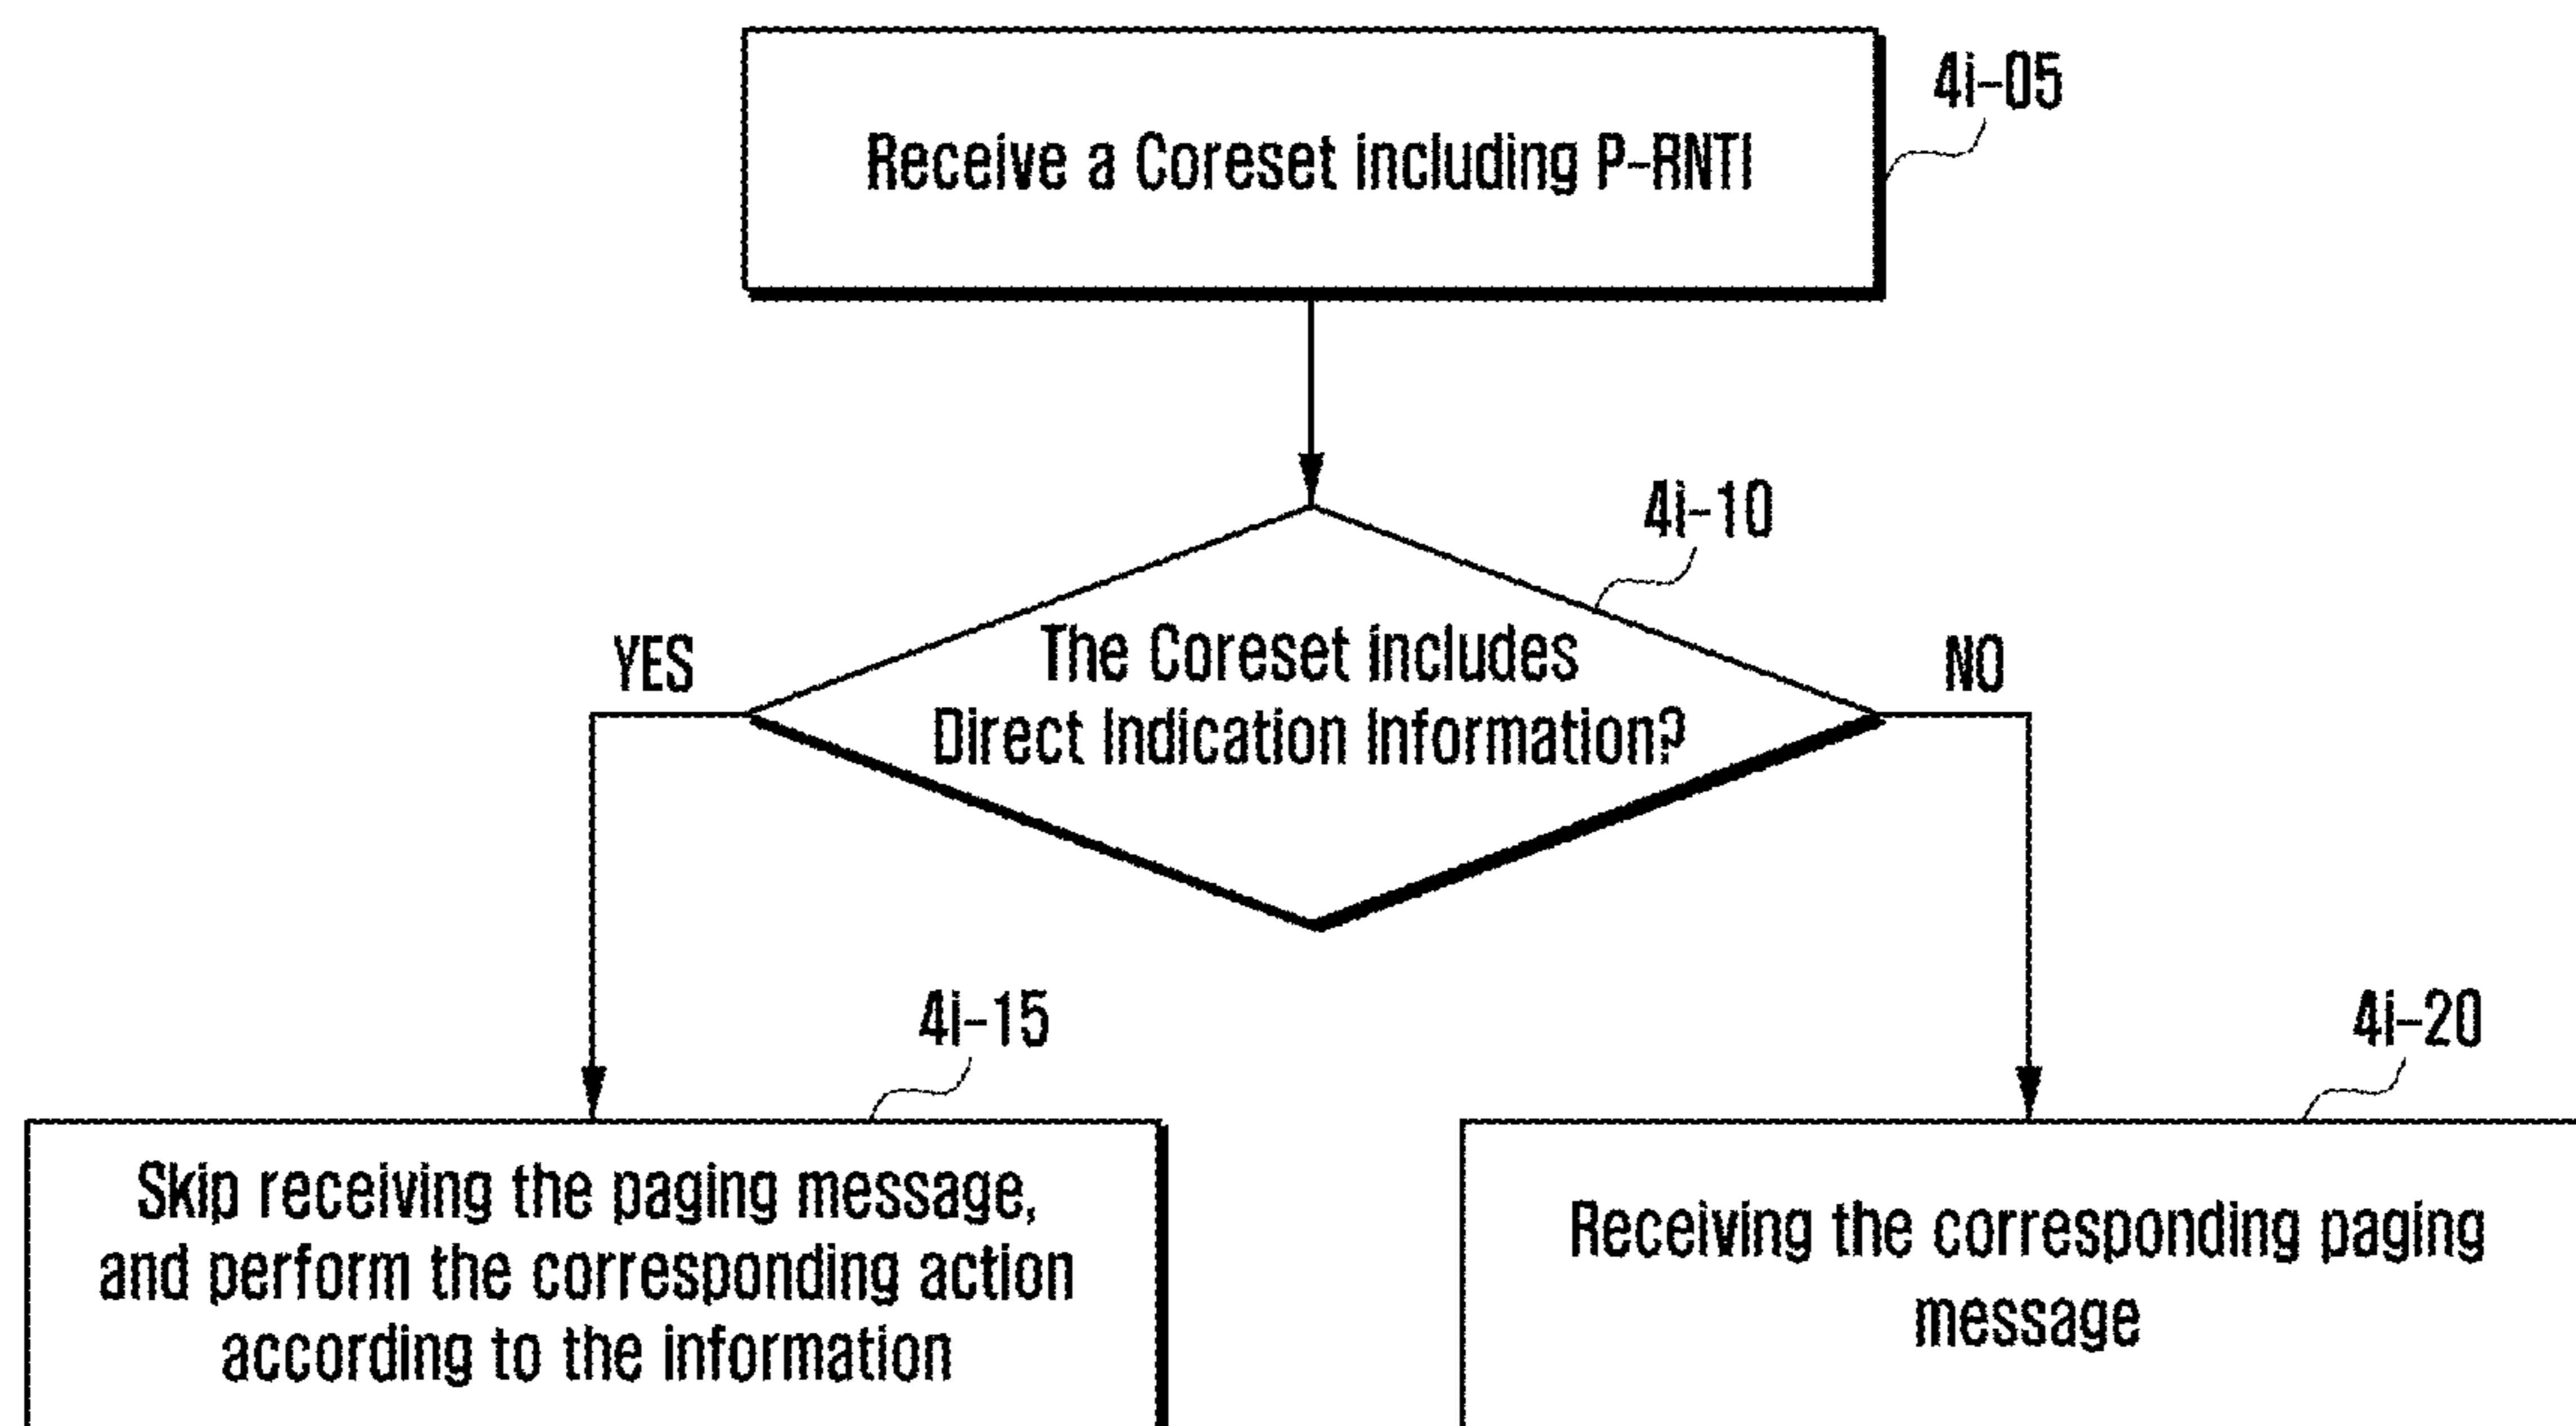 4i-05
Receive a Coreset including P-RNTI
4i-10
YES
The Coreset includes
NO
Direct Indication Information?
4i-15
4i-20
Skip receiving the paging message,
and perform the corresponding action
according to the information
Receiving the corresponding paging
message